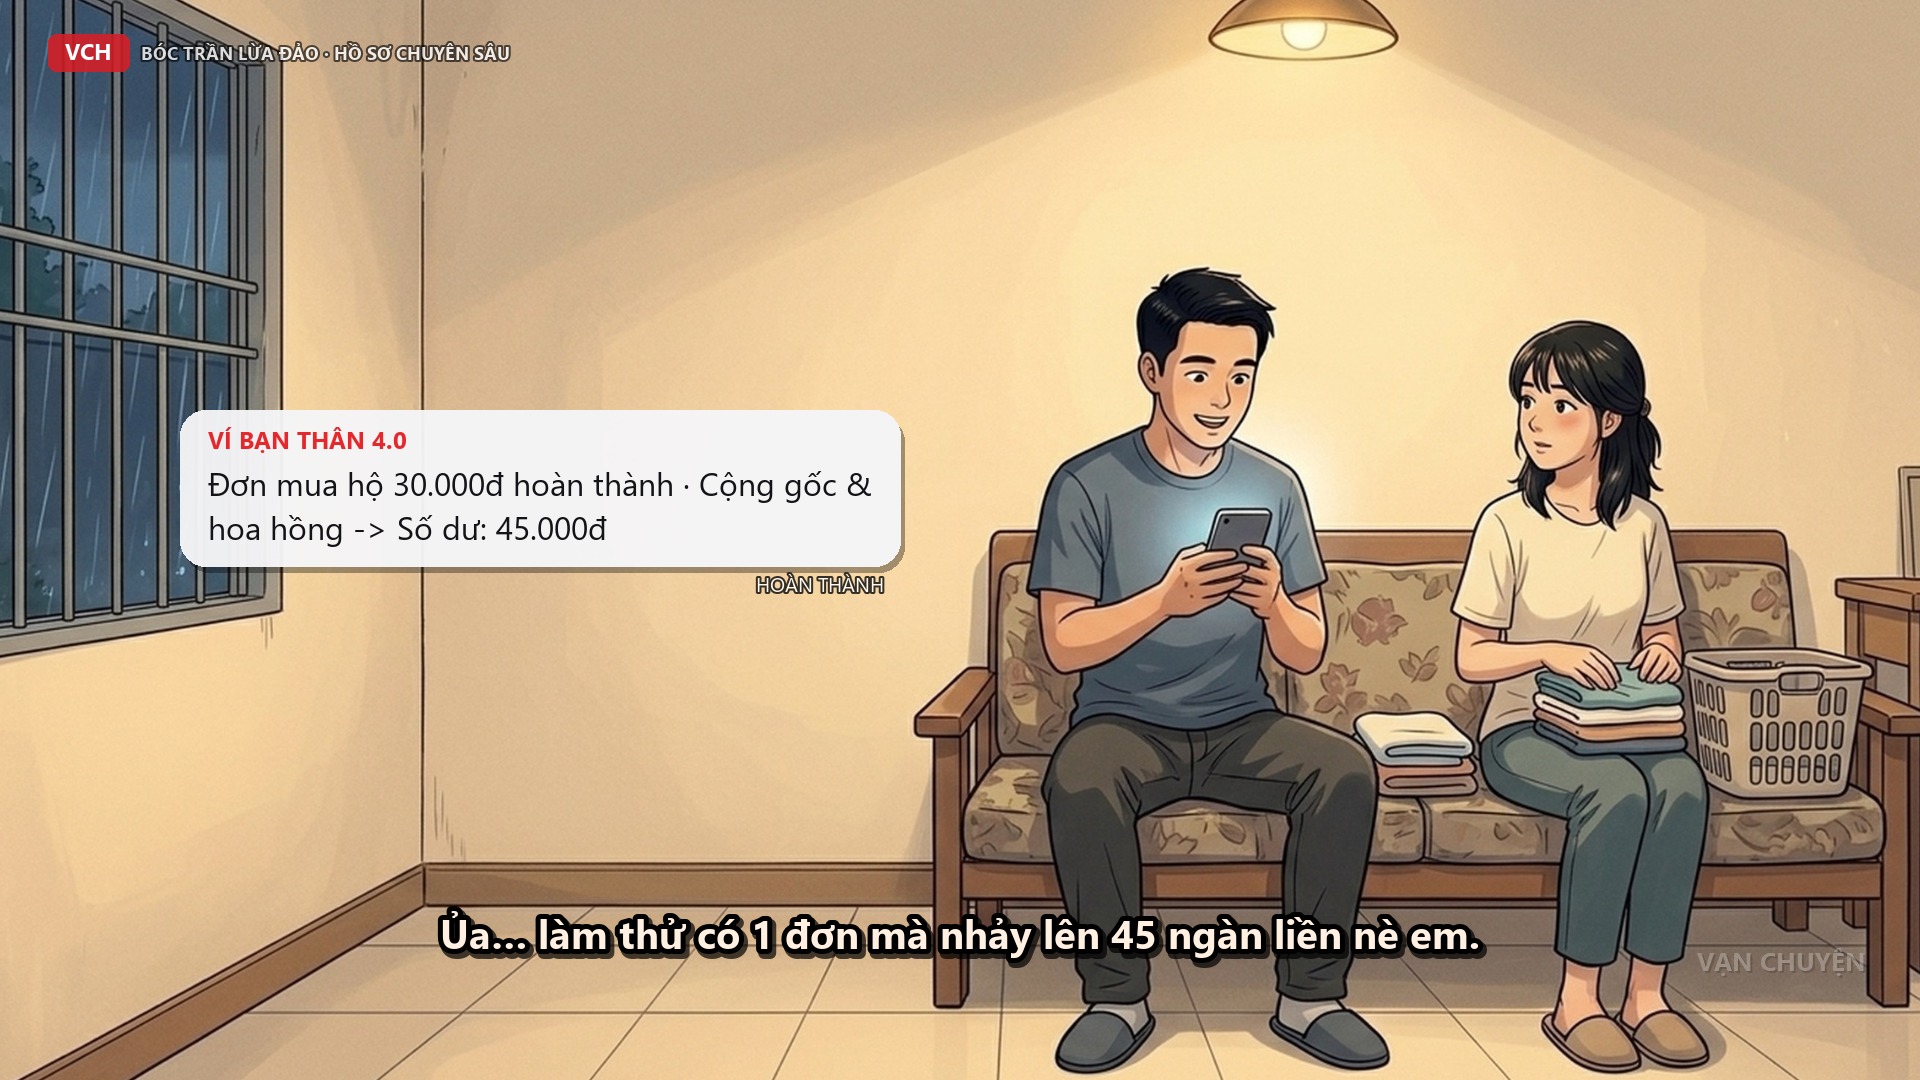 VCH BÓC TRẦN LỪA ĐẢO · HỒ SƠ CHUYÊN SÂU
VÍ BẠN THÂN 4.0
Đơn mua hộ 30.000đ hoàn thành · Cộng gốc &
hoa hồng -> Số dư: 45.000đ
HOÀN THÀNH
Ủa... làm thử có 1 đơn mà nhảy lên 45 ngàn liền nè em.
VẠN CHUYỆN